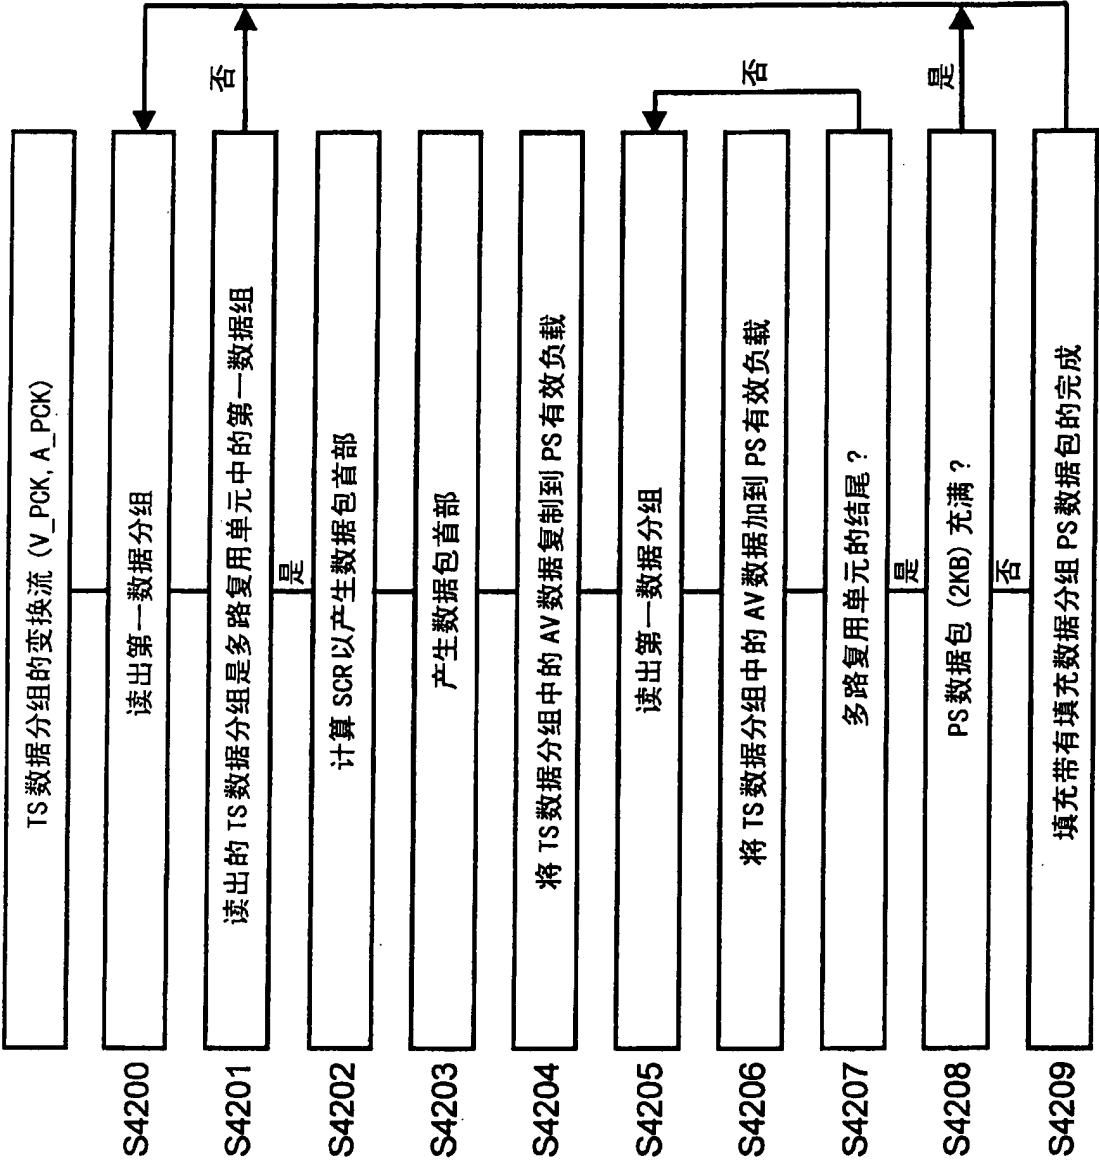 TS数据分组的变换流 (V_PCK, A_PCK)
S4200
读出第一数据分组
S4201
读出的 TS数据分组是多路复用单元中的第一数据组
否
是
S4202
计算 SCR以产生数据包首部
S4203
产生数据包首部
S4204
将 TS数据分组中的 AV数据复制到 PS有效负载
S4205
读出第一数据分组
S4206
将 TS数据分组中的 AV数据加到 PS有效负载
S4207
多路复用单元的结尾？
否
是
S4208
PS数据包 (2KB) 充满？
是
否
S4209
填充带有填充数据分组PS数据包的完成